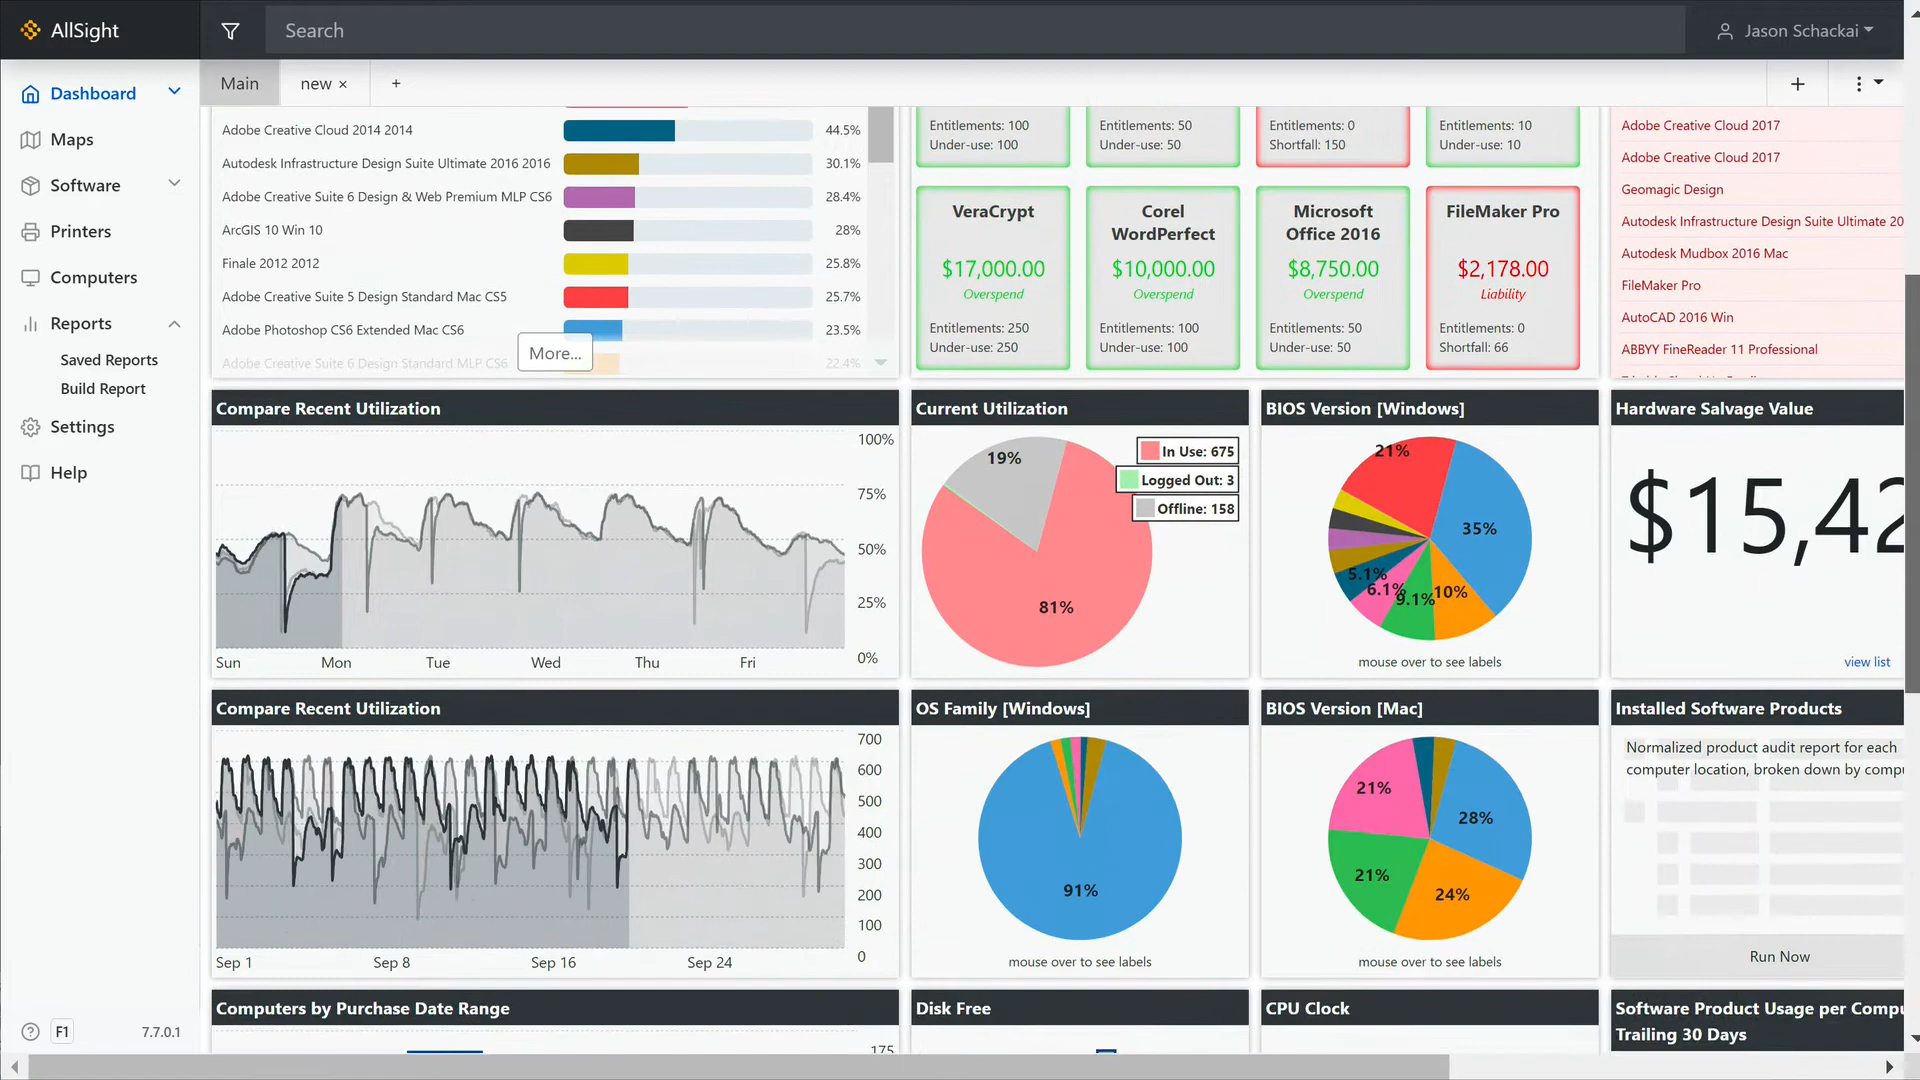 AllSight
Search
Jason Schackai
Dashboard
Maps
Software
Printers
Computers
Reports
Saved Reports
Build Report
Settings
Help
F1
7.7.0.1
Main
new ×
+
Adobe Creative Cloud 2014 2014 44.5%
Autodesk Infrastructure Design Suite Ultimate 2016 2016 30.1%
Adobe Creative Suite 6 Design & Web Premium MLP CS6 28.4%
ArcGIS 10 Win 10 28%
Finale 2012 2012 25.8%
Adobe Creative Suite 5 Design Standard Mac CS5 25.7%
Adobe Photoshop CS6 Extended Mac CS6 23.5%
Adobe Creative Suite 6 Design Standard MLP CS6 22.4%
More...
Entitlements: 100
Under-use: 100
Entitlements: 50
Under-use: 50
Entitlements: 0
Shortfall: 150
Entitlements: 10
Under-use: 10
VeraCrypt
$17,000.00
Overspend
Entitlements: 250
Under-use: 250
Corel
WordPerfect
$10,000.00
Overspend
Entitlements: 100
Under-use: 100
Microsoft
Office 2016
$8,750.00
Overspend
Entitlements: 50
Under-use: 50
FileMaker Pro
$2,178.00
Liability
Entitlements: 0
Shortfall: 66
Adobe Creative Cloud 2017
Adobe Creative Cloud 2017
Geomagic Design
Autodesk Infrastructure Design Suite Ultimate 20
Autodesk Mudbox 2016 Mac
FileMaker Pro
AutoCAD 2016 Win
ABBYY FineReader 11 Professional
Compare Recent Utilization
100%
75%
50%
25%
0%
Sun Mon Tue Wed Thu Fri
Current Utilization
In Use: 675
Logged Out: 3
Offline: 158
19%
81%
BIOS Version [Windows]
21%
35%
5.1%
6.1%
9.1%
10%
mouse over to see labels
Hardware Salvage Value
$15,42
view list
Compare Recent Utilization
700
600
500
400
300
200
100
0
Sep 1 Sep 8 Sep 16 Sep 24
OS Family [Windows]
91%
mouse over to see labels
BIOS Version [Mac]
21%
28%
21%
24%
mouse over to see labels
Installed Software Products
Normalized product audit report for each
computer location, broken down by compu
Run Now
Computers by Purchase Date Range
175
Disk Free
CPU Clock
Software Product Usage per Compu
Trailing 30 Days